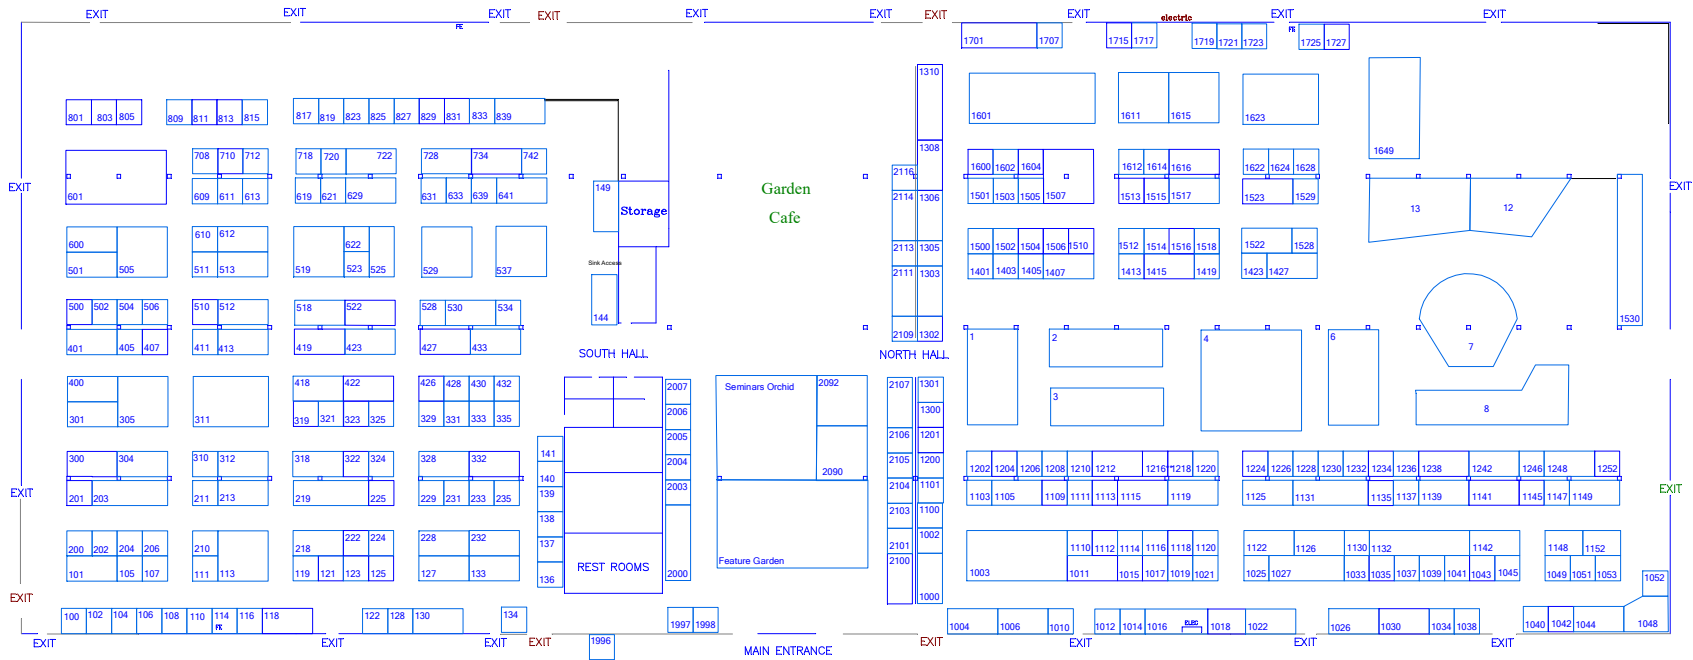 EXIT EXIT EXIT EXIT EXIT EXIT EXIT EXIT EXIT EXIT
FE electric FE
1701 1707 1715 1717 1719 1721 1723 1725 1727
1310
801 803 805 809 811 813 815 817 819 823 825 827 829 831 833 839
1601 1611 1615 1623
1649
708 710 712 718 720 722 728 734 742
1308
1600 1602 1604 1612 1614 1616 1622 1624 1628
2116
EXIT 149 Garden EXIT
601 609 611 613 619 621 629 631 633 639 641
2114 1306 1501 1503 1505 1507 1513 1515 1517 1523 1529
Storage
Cafe
13 12
600 610 612 622
2113 1305 1500 1502 1504 1506 1510 1512 1514 1516 1518 1522 1528
501 505 511 513 519 523 525 529 537
Sink Access
2111 1303 1401 1403 1405 1407 1413 1415 1419 1423 1427
500 502 504 506 510 512 518 522 528 530 534
144
1530
2109 1302
401 405 407 411 413 419 423 427 433
1 2 4 6
7
SOUTH HALL NORTH HALL
400 418 422 426 428 430 432
2007 Seminars Orchid 2092 2107 1301
3
8
301 305 311 319 321 323 325 329 331 333 335
2006 1300
2005 2106 1201
300 304 310 312 318 322 324 328 332
141 2004 2105 1200
1202 1204 1206 1208 1210 1212 1216 1218 1220 1224 1226 1228 1230 1232 1234 1236 1238 1242 1246 1248 1252
140 2090
EXIT 201 203 211 213 219 225 229 231 233 235
139 2003 2104 1101
1103 1105 1109 1111 1113 1115 1119 1125 1131 1135 1137 1139 1141 1145 1147 1149 EXIT
138 2103 1100
200 202 204 206 210 218 222 224 228 232
137 2101 1002
1110 1112 1114 1116 1118 1120 1122 1126 1130 1132 1142 1148 1152
REST ROOMS Feature Garden 2100
101 105 107 111 113 119 121 123 125 127 133 136 2000
1003 1011 1015 1017 1019 1021 1025 1027 1033 1035 1037 1039 1041 1043 1045 1049 1051 1053 1052
EXIT 1000
100 102 104 106 108 110 114 116 118 122 128 130 134
FE
1997 1998
1004 1006 1010 1012 1014 1016 ELEC 1018 1022 1026 1030 1034 1038 1040 1042 1044 1048
EXIT EXIT EXIT EXIT 1996 EXIT EXIT EXIT
MAIN ENTRANCE